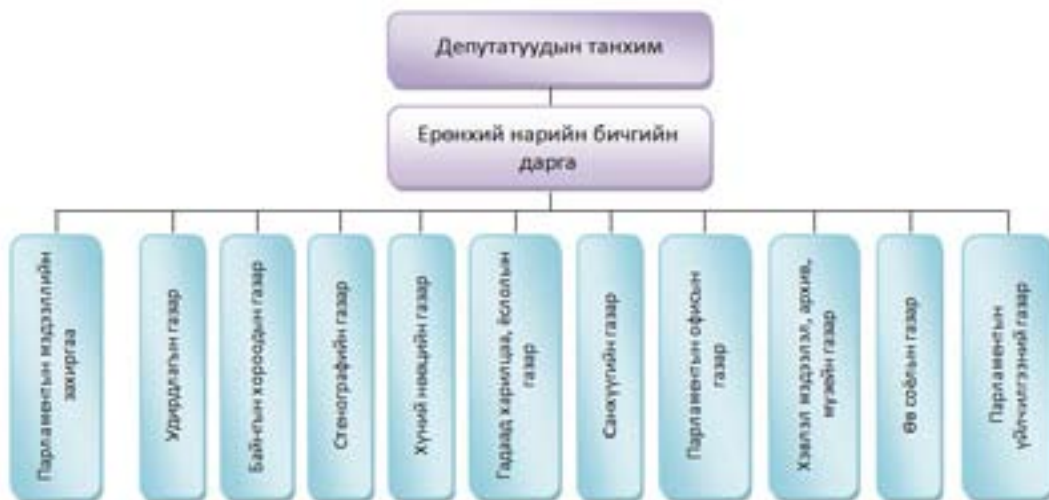 Депутатуудын танхим
Ерөнхий нарийн бичгийн
дарга
Парламентын мэдээллийн
захиргаа
Удирдлагын газар
Байнгын хороодын газар
Стенографийн газар
Хүний нөөцийн газар
Гадаад харилцаа, ёслолын
газар
Санхүүгийн газар
Парламентын офисын
газар
Хэвлэл мэдээлэл, архив,
музейн газар
Өв соёлын газар
Парламентын
үйлчилгээний газар